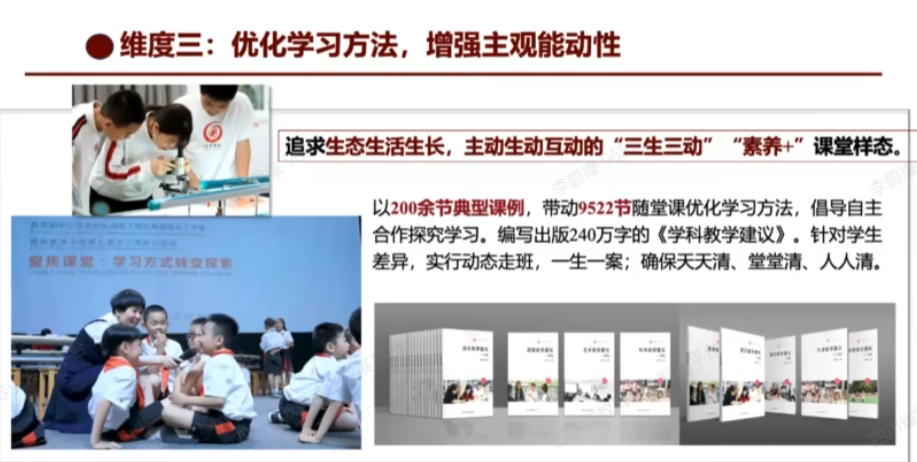 维度三：优化学习方法，增强主观能动性
追求生态生活生长，主动生动互动的“三生三动”“素养+”课堂样态。
以200余节典型课例，带动9522节随堂课优化学习方法，倡导自主
合作探究学习。编写出版240万字的《学科教学建议》。针对学生
差异，实行动态走班，一生一案；确保天天清、堂堂清、人人清。
聚焦课堂：学习方式转变探索